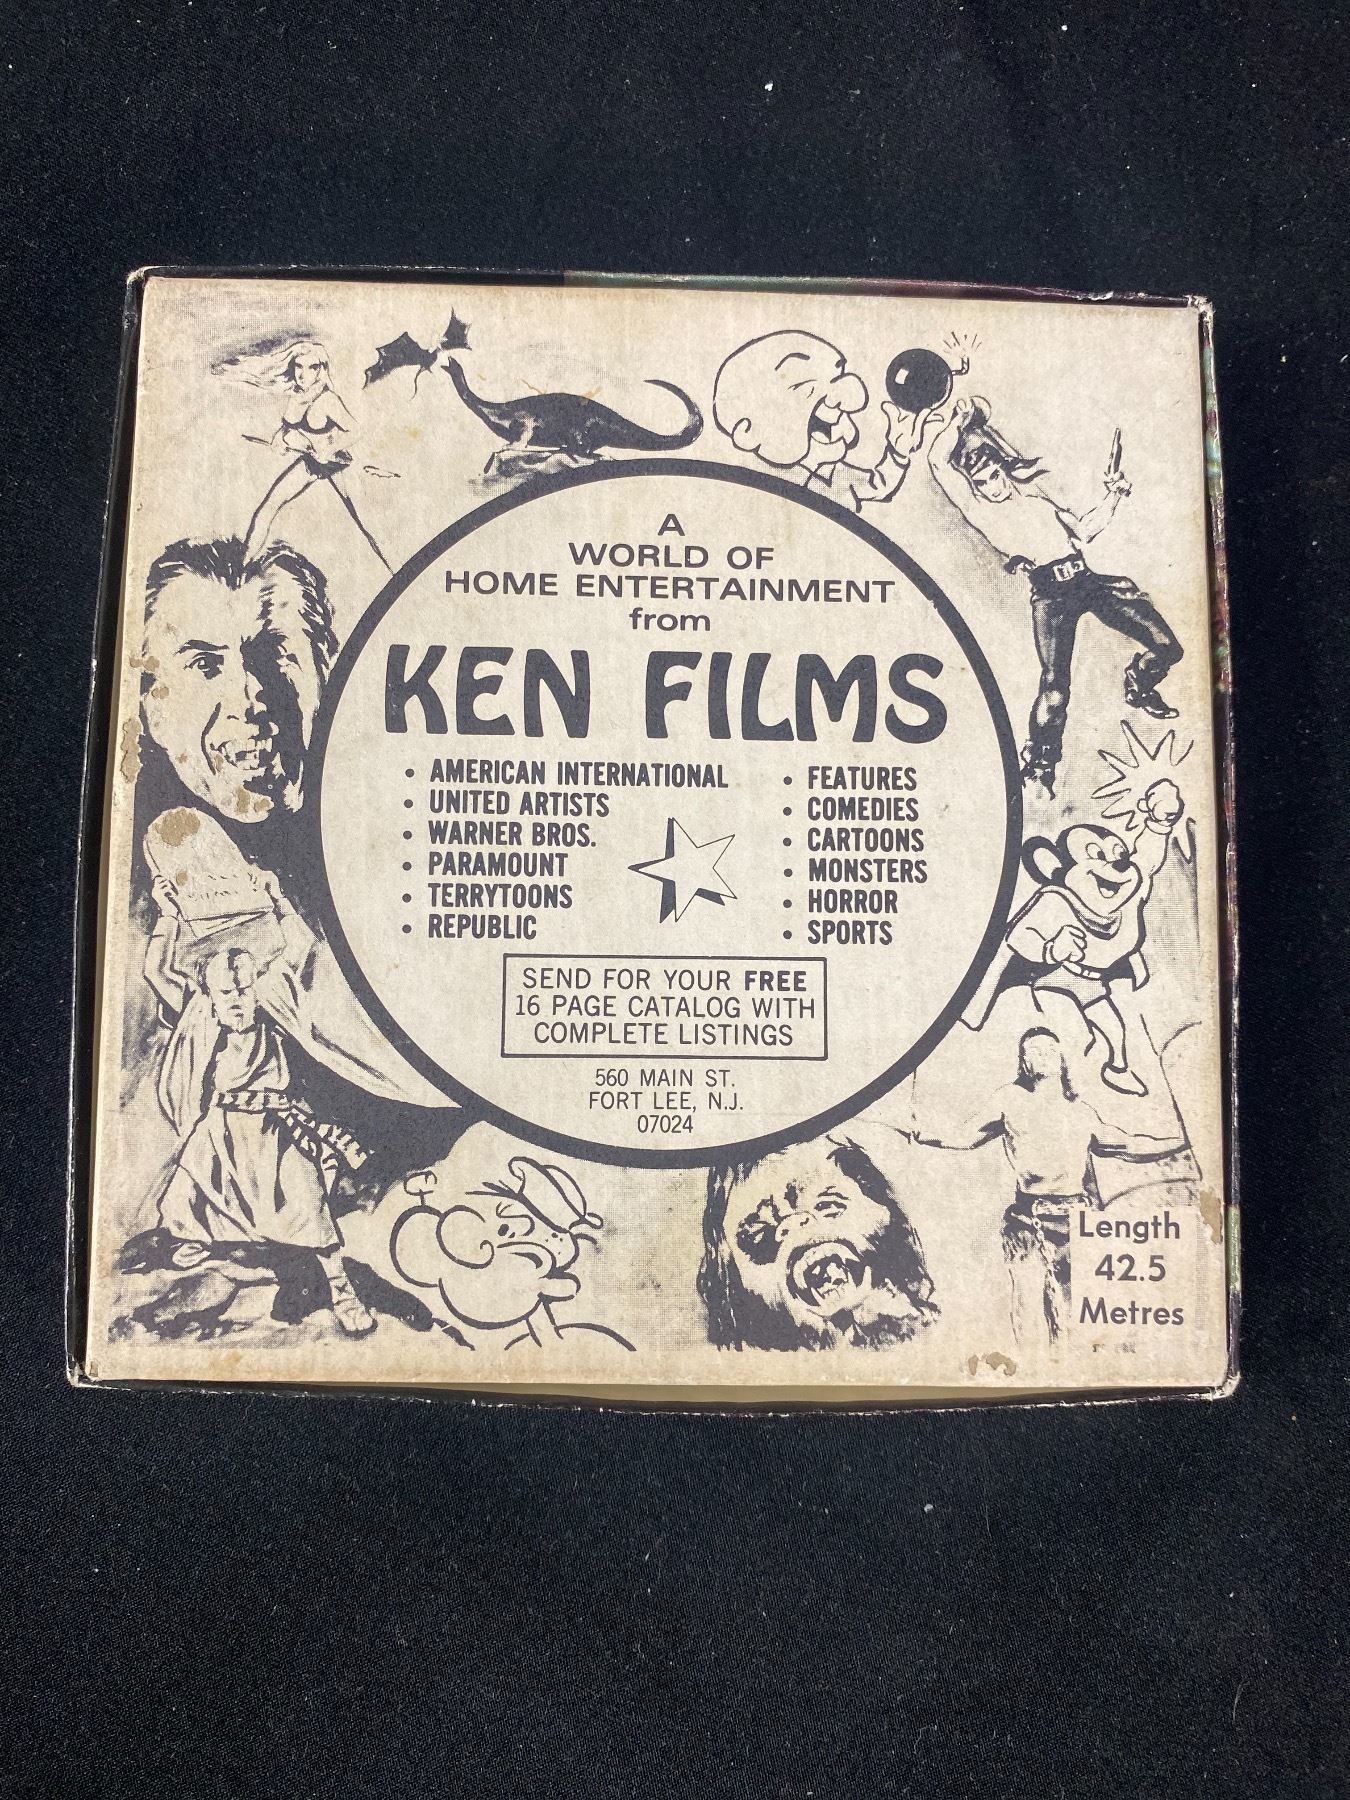 A
WORLD OF
HOME ENTERTAINMENT
from
KEN FILMS
• AMERICAN INTERNATIONAL
• UNITED ARTISTS
• WARNER BROS.
• PARAMOUNT
• TERRYTOONS
• REPUBLIC
• FEATURES
• COMEDIES
• CARTOONS
• MONSTERS
• HORROR
• SPORTS
SEND FOR YOUR FREE
16 PAGE CATALOG WITH
COMPLETE LISTINGS
560 MAIN ST.
FORT LEE, N.J.
07024
Length
42.5
Metres